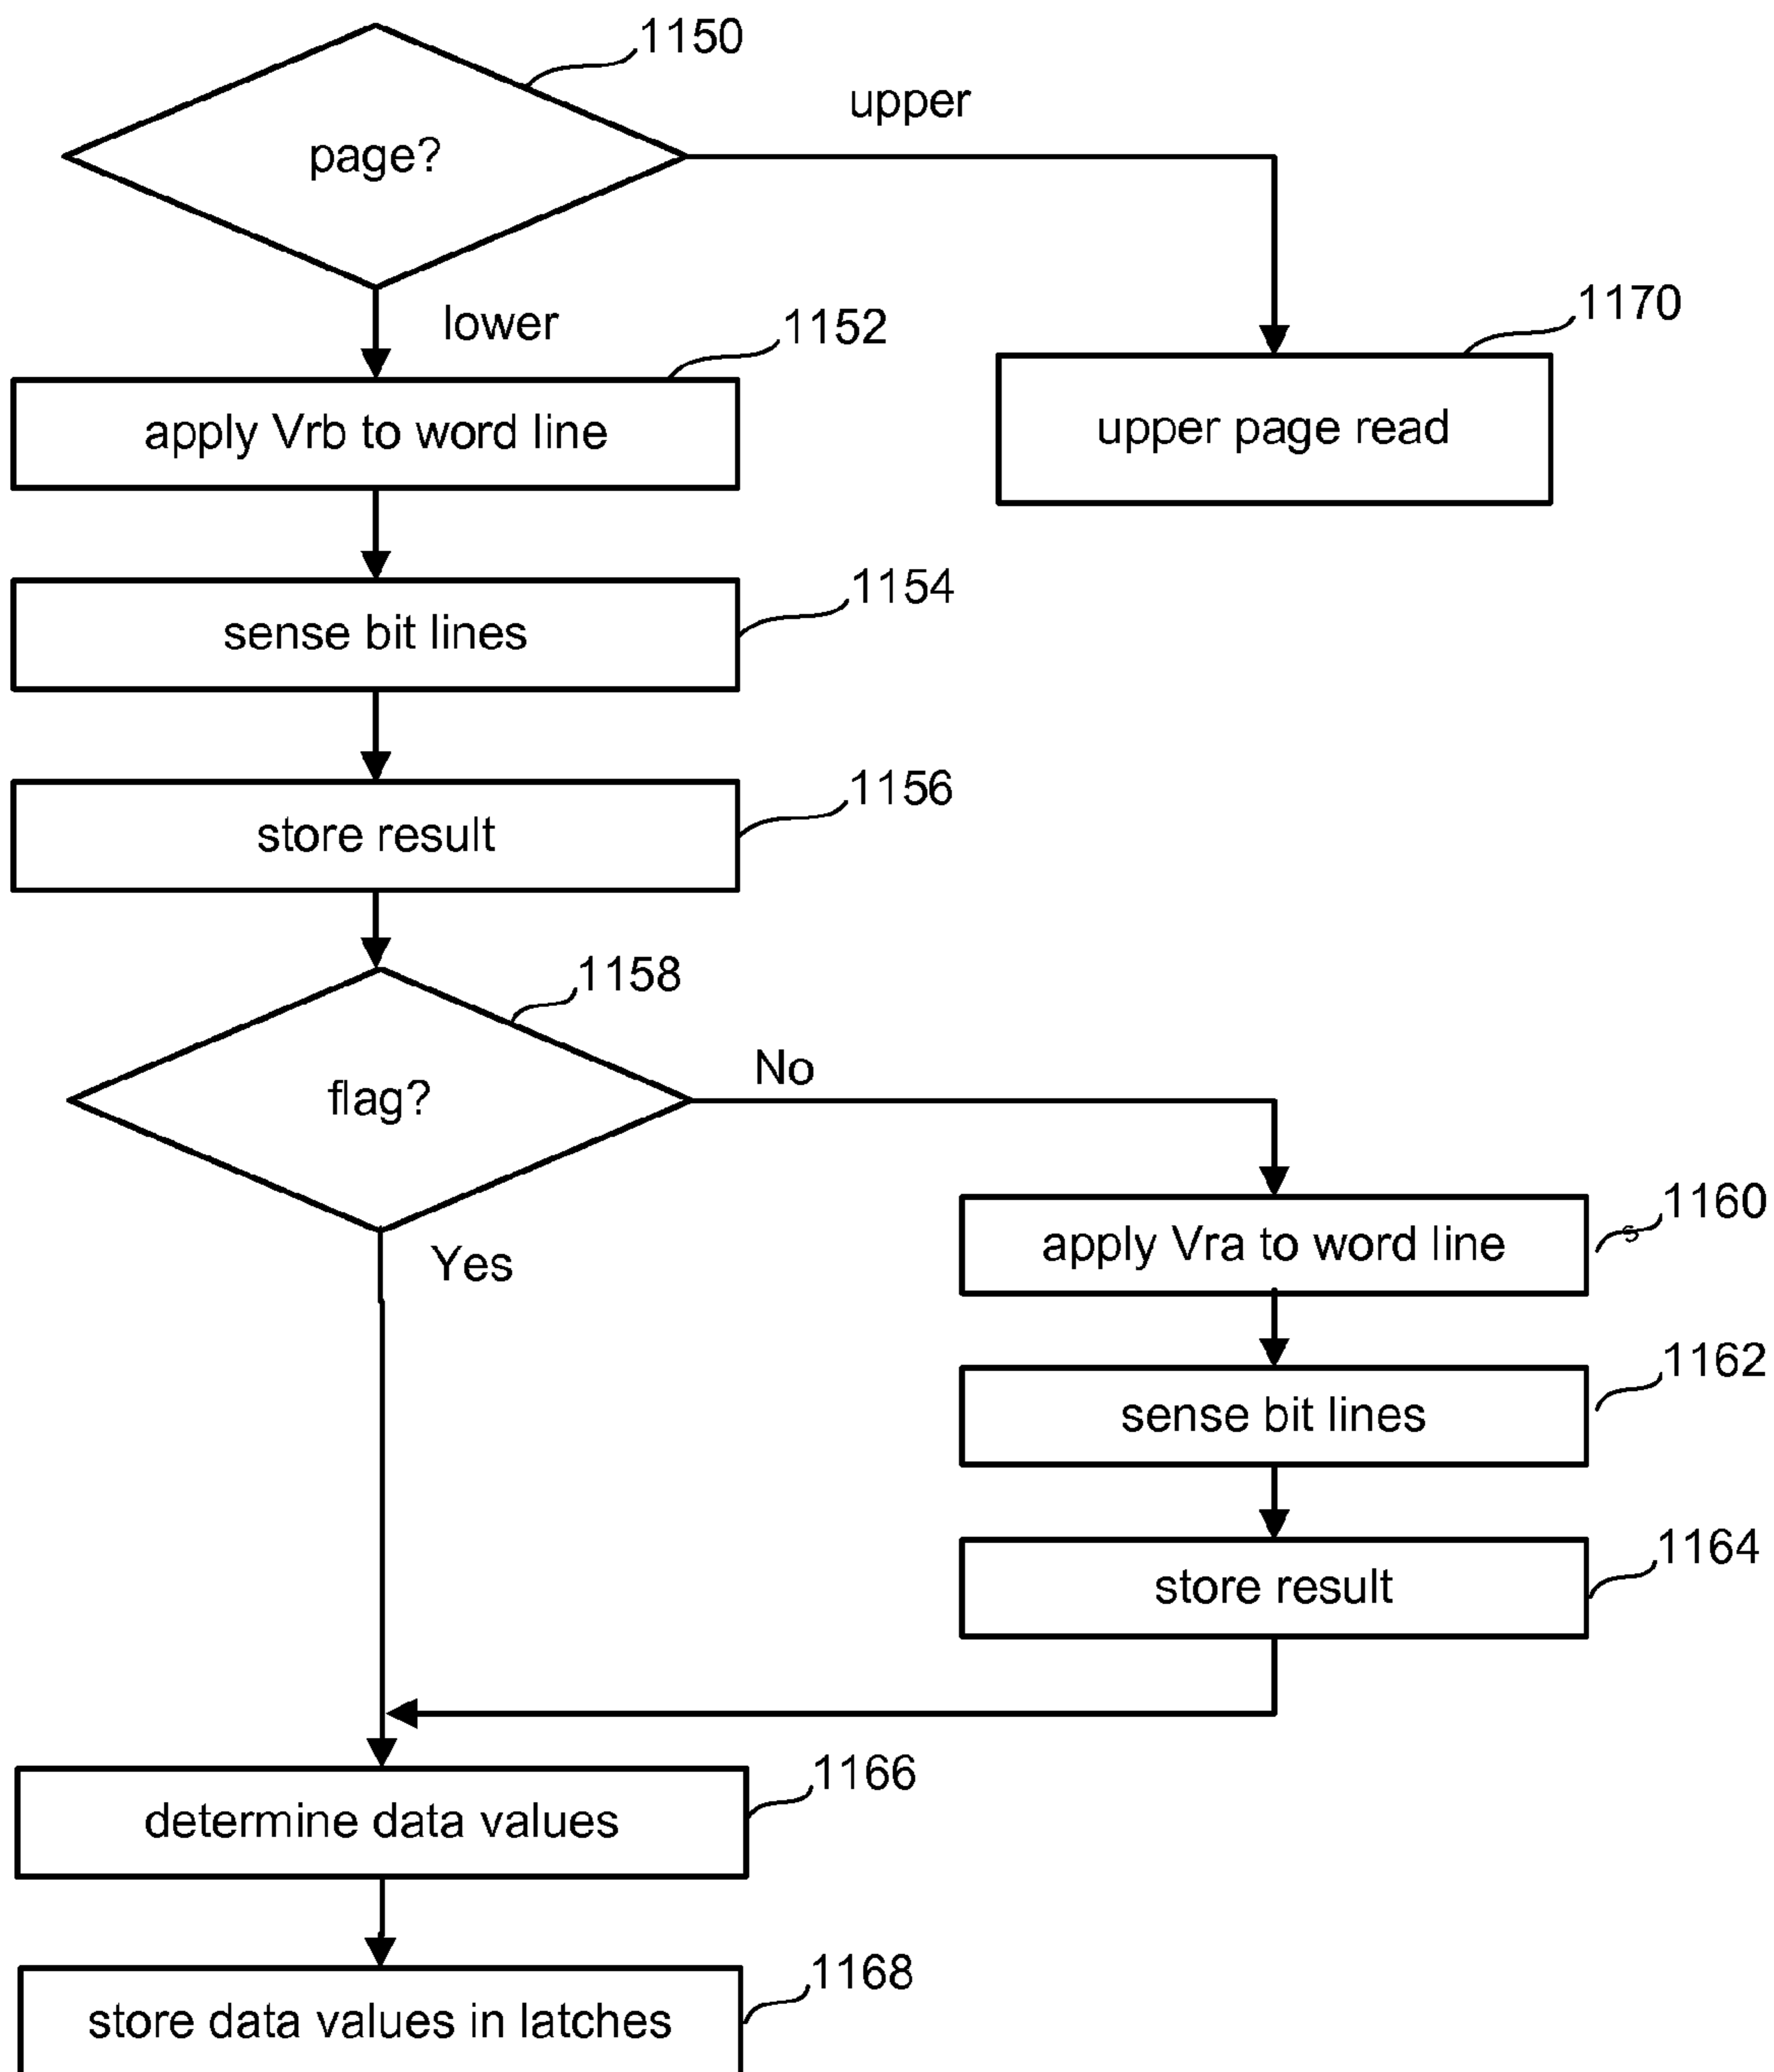 1150
page?
upper
lower
1152
apply Vrb to word line
1170
upper page read
1154
sense bit lines
1156
store result
1158
flag?
No
Yes
1160
s
apply Vra to word line
1162
sense bit lines
1164
store result
1166
determine data values
1168
store data values in latches